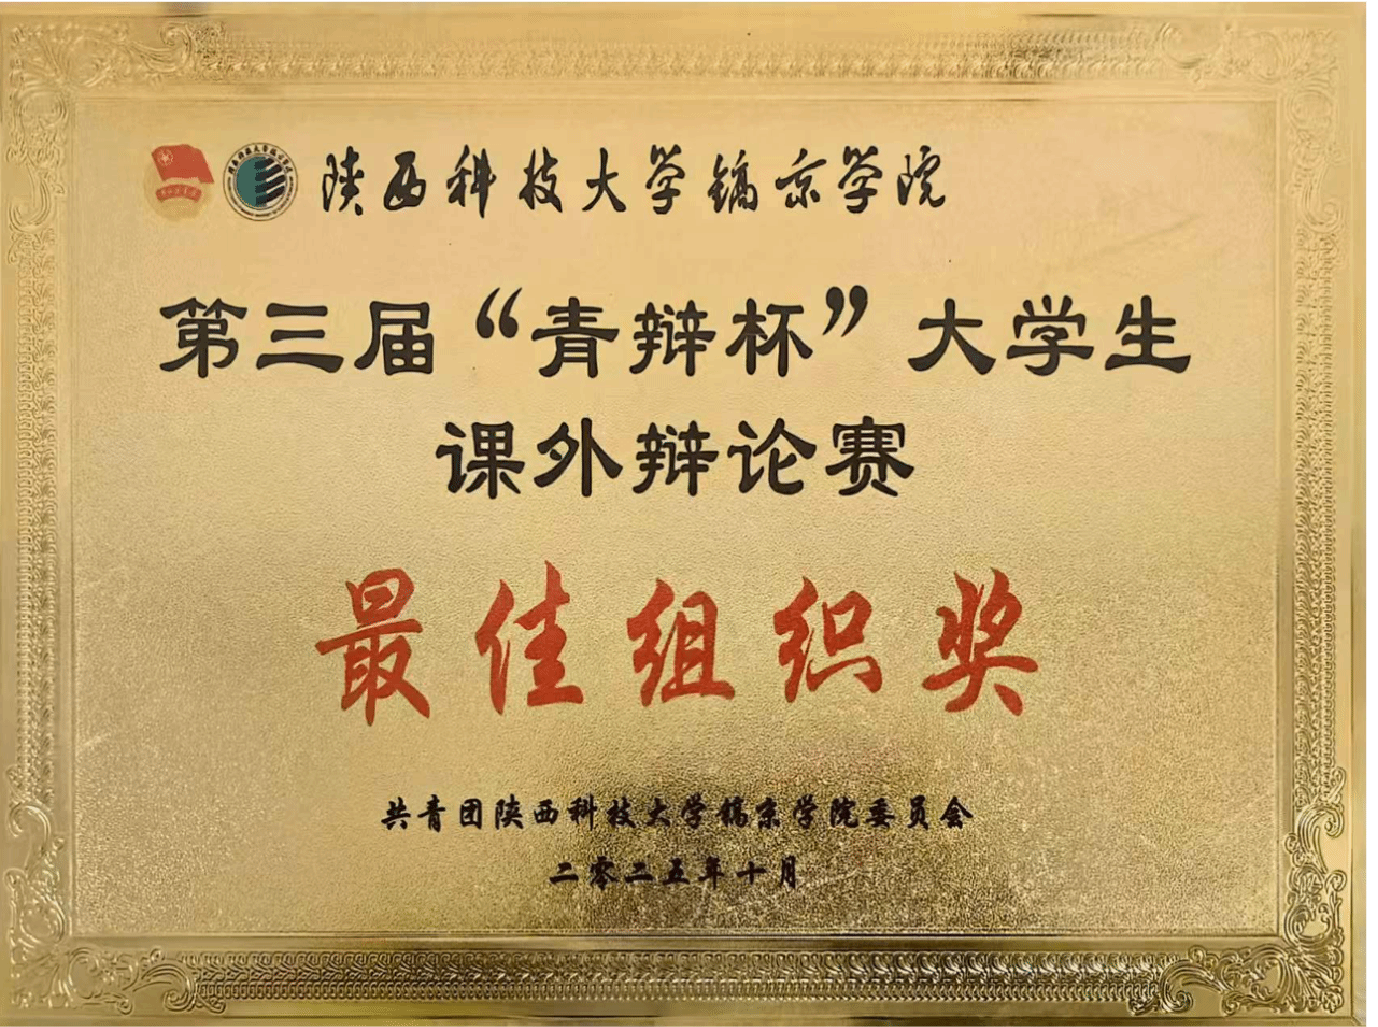 陕西科技大学镐京学院
第三届“青辩杯”大学生
课外辩论赛
最佳组织奖
共青团陕西科技大学镐京学院委员会
二零二五年十月